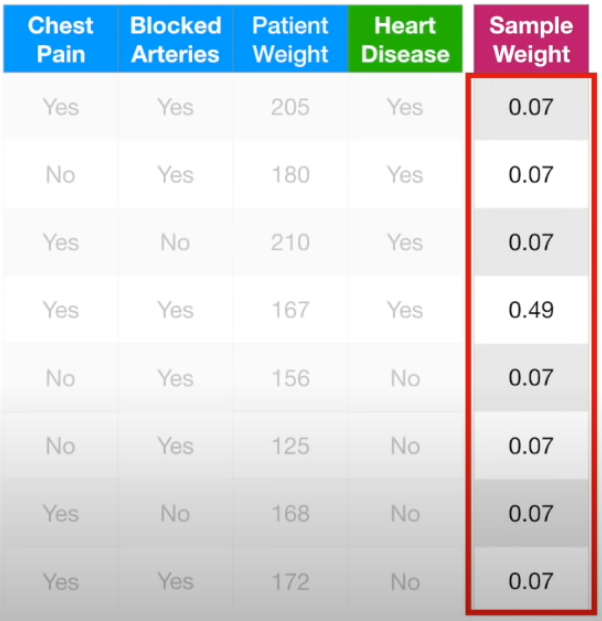 Chest Pain Blocked Arteries Patient Weight Heart Disease Sample Weight
Yes Yes 205 Yes 0.07
No Yes 180 Yes 0.07
Yes No 210 Yes 0.07
Yes Yes 167 Yes 0.49
No Yes 156 No 0.07
No Yes 125 No 0.07
Yes No 168 No 0.07
Yes Yes 172 No 0.07